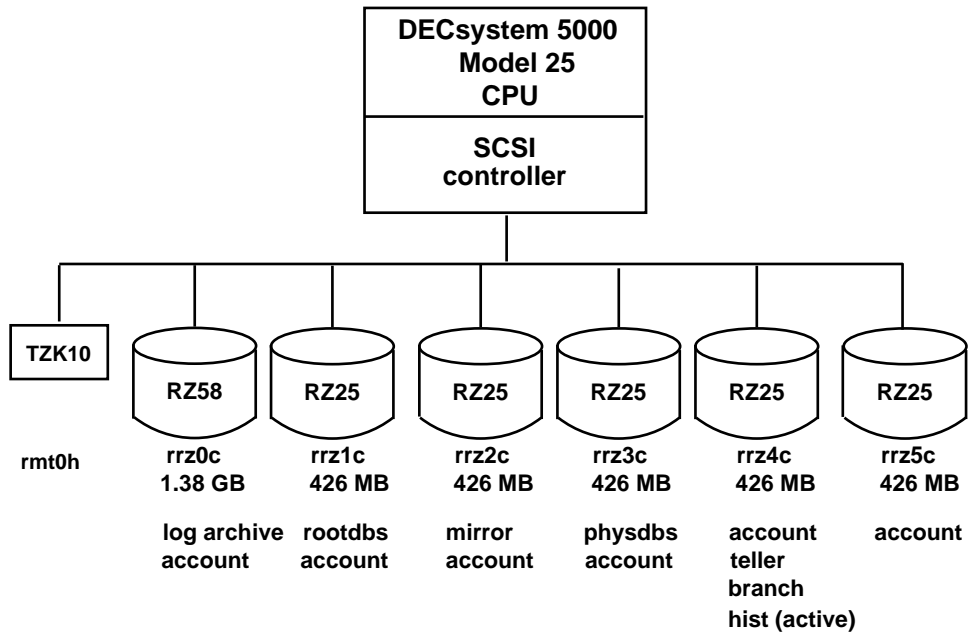 DECsystem 5000
Model 25
CPU
SCSI
controller
TZK10
RZ58
RZ25
RZ25
RZ25
RZ25
RZ25
rmt0h
rrz0c
1.38 GB
log archive
account
rrz1c
426 MB
rootdbs
account
rrz2c
426 MB
mirror
account
rrz3c
426 MB
physdbs
account
rrz4c
426 MB
account
teller
branch
hist (active)
rrz5c
426 MB
account